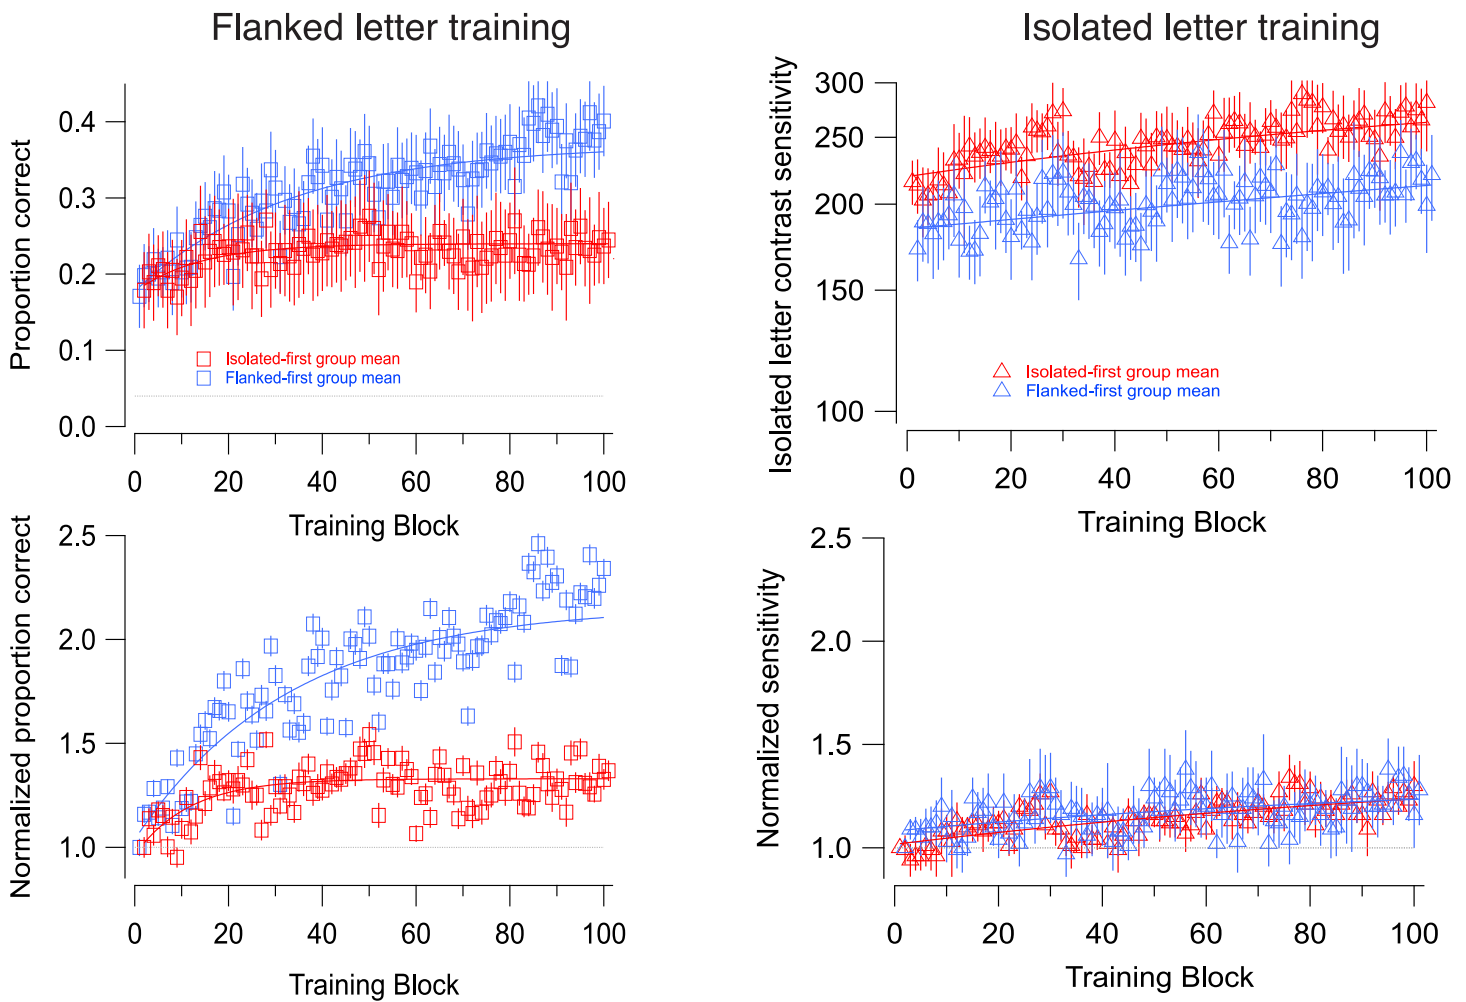 Flanked letter training
Isolated letter training
Proportion correct
0.4
0.3
0.2
0.1
0.0
Isolated-first group mean
Flanked-first group mean
0 20 40 60 80 100
Training Block
Isolated letter contrast sensitivity
300
250
200
150
100
Isolated-first group mean
Flanked-first group mean
0 20 40 60 80 100
Training Block
Normalized proportion correct
2.5
2.0
1.5
1.0
0 20 40 60 80 100
Training Block
Normalized sensitivity
2.5
2.0
1.5
1.0
0 20 40 60 80 100
Training Block